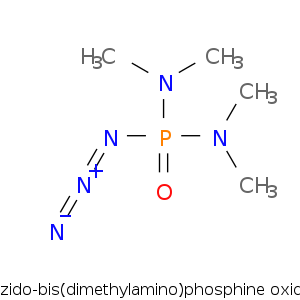 H₃C CH₃
N CH₃
N P N
N⁺ O CH₃
N⁻
zido-bis(dimethylamino)phosphine oxid